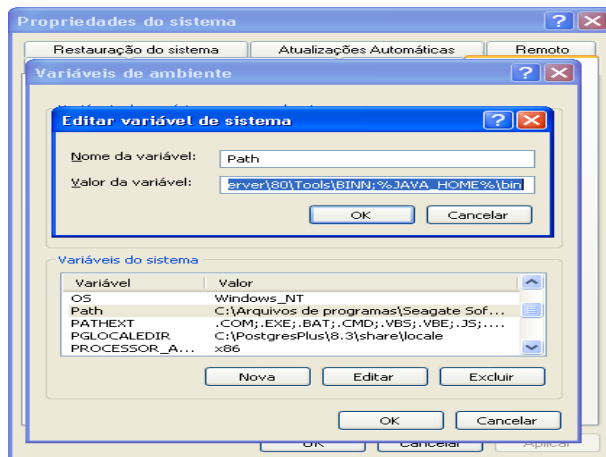 Propriedades do sistema
Restauração do sistema Atualizações Automáticas Remoto
Variáveis de ambiente
Editar variável de sistema
Nome da variável: Path
Valor da variável: erver\80\Tools\BINN;%JAVA_HOME%\bin
OK Cancelar
Variáveis do sistema
Variável Valor
OS Windows_NT
Path C:\Arquivos de programas\Seagate Sof...
PATHEXT .COM;.EXE;.BAT;.CMD;.VBS;.VBE;.JS;....
PGLOCALEDIR C:\PostgresPlus\8.3\share\locale
PROCESSOR_A... x86
Nova Editar Excluir
OK Cancelar
OK Cancelar Aplicar